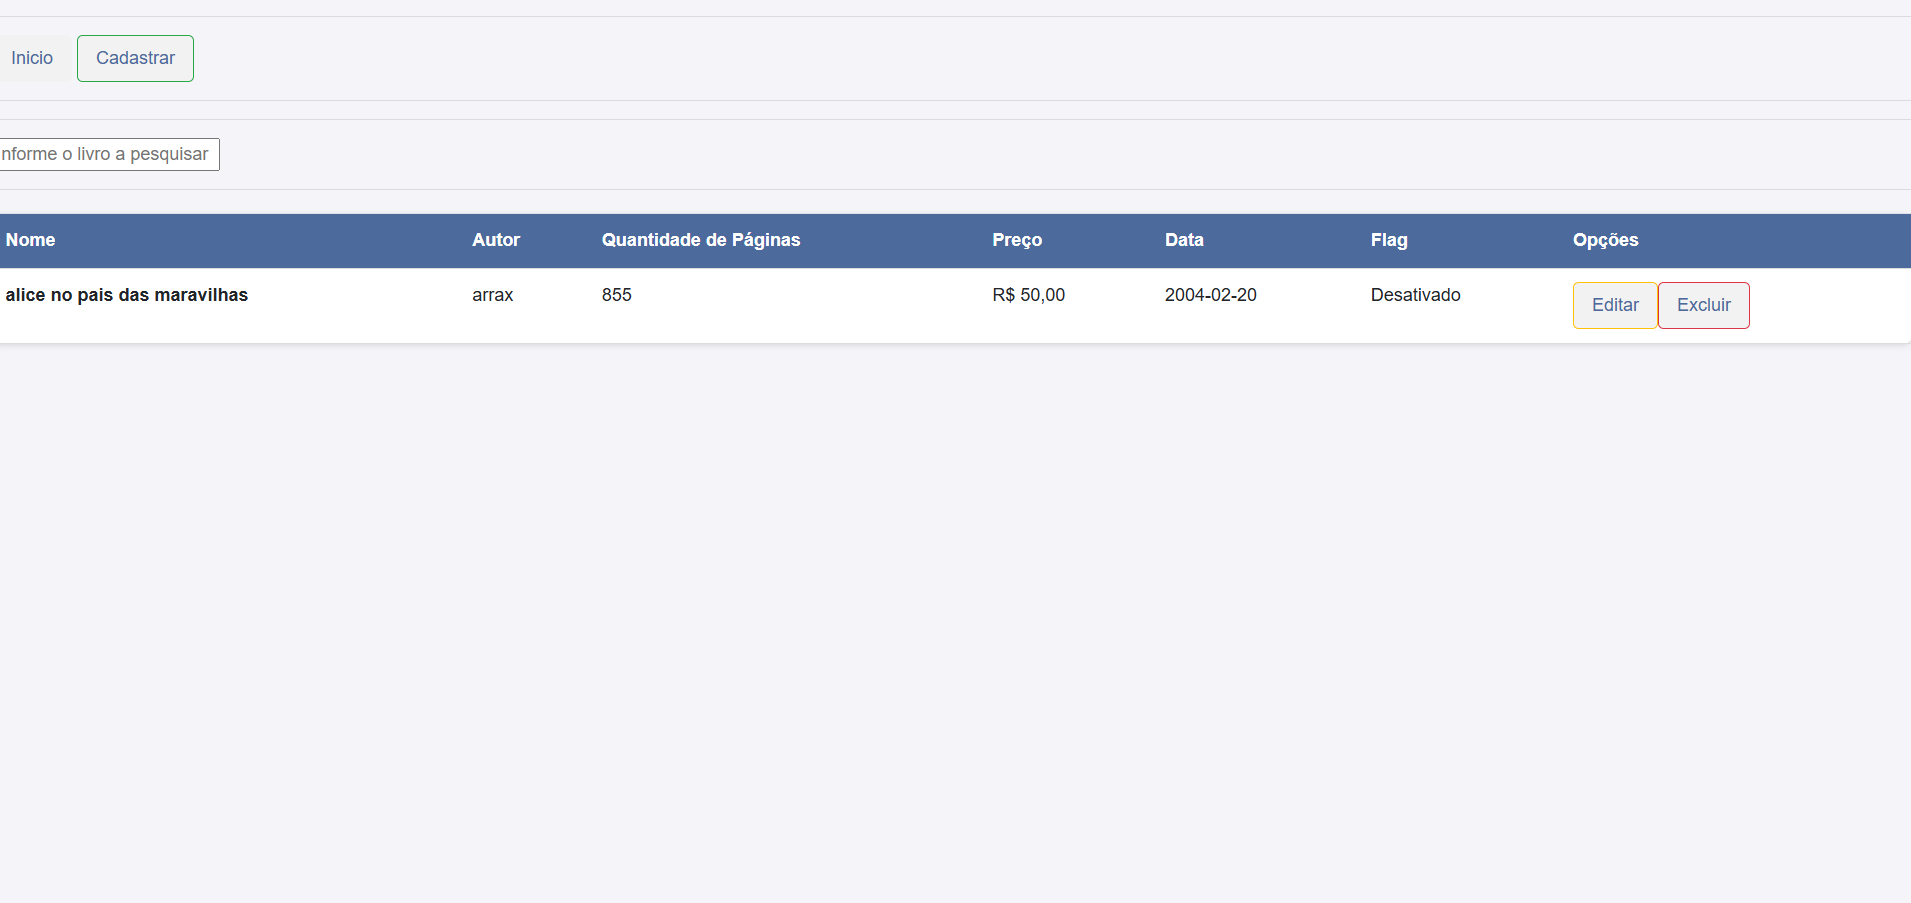 Inicio Cadastrar
nforme o livro a pesquisar
Nome Autor Quantidade de Páginas Preço Data Flag Opções
alice no pais das maravilhas arrax 855 R$ 50,00 2004-02-20 Desativado Editar Excluir